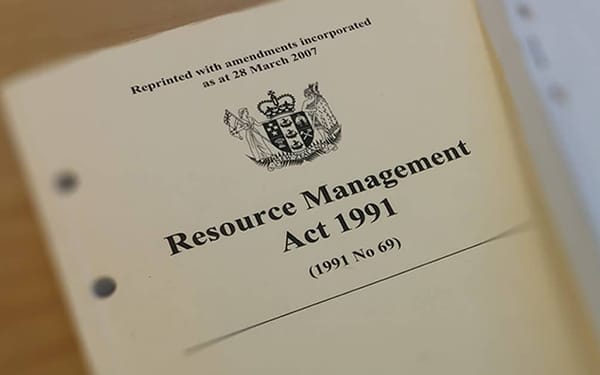 Reprinted with amendments incorporated
as at 28 March 2007
Resource Management
Act 1991
(1991 No 69)